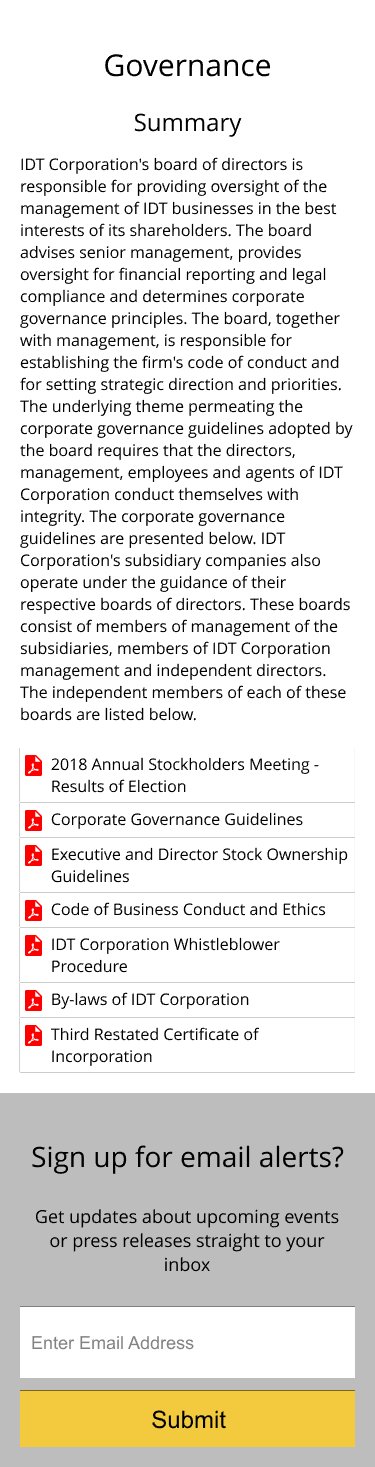 Governance
Summary
IDT Corporation's board of directors is
responsible for providing oversight of the
management of IDT businesses in the best
interests of its shareholders. The board
advises senior management, provides
oversight for financial reporting and legal
compliance and determines corporate
governance principles. The board, together
with management, is responsible for
establishing the firm's code of conduct and
for setting strategic direction and priorities.
The underlying theme permeating the
corporate governance guidelines adopted by
the board requires that the directors,
management, employees and agents of IDT
Corporation conduct themselves with
integrity. The corporate governance
guidelines are presented below. IDT
Corporation's subsidiary companies also
operate under the guidance of their
respective boards of directors. These boards
consist of members of management of the
subsidiaries, members of IDT Corporation
management and independent directors.
The independent members of each of these
boards are listed below.
2018 Annual Stockholders Meeting -
Results of Election
Corporate Governance Guidelines
Executive and Director Stock Ownership
Guidelines
Code of Business Conduct and Ethics
IDT Corporation Whistleblower
Procedure
By-laws of IDT Corporation
Third Restated Certificate of
Incorporation
Sign up for email alerts?
Get updates about upcoming events
or press releases straight to your
inbox
Enter Email Address
Submit